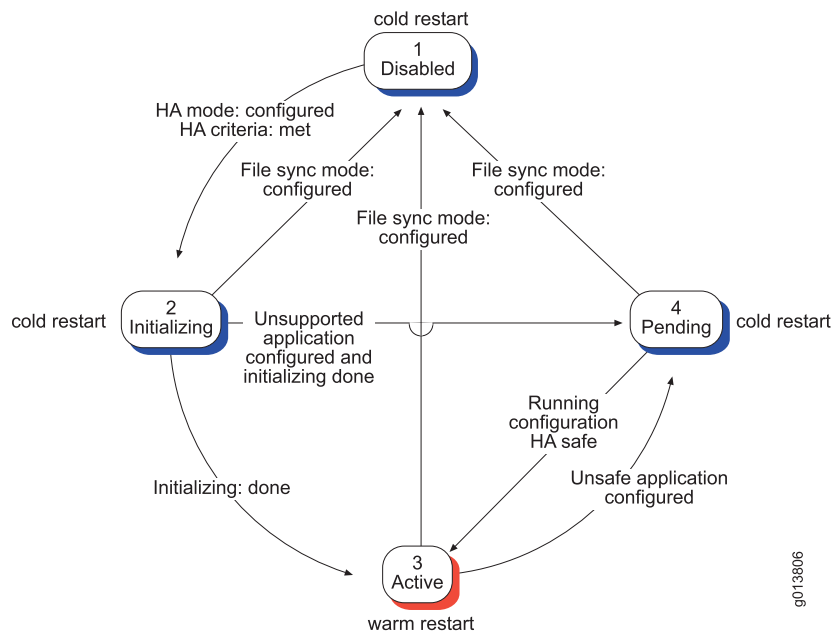 cold restart
1
Disabled
HA mode: configured
HA criteria: met
File sync mode:
configured
File sync mode:
configured
File sync mode:
configured
cold restart
2
Initializing
Unsupported
application
configured and
initializing done
4
Pending
cold restart
Running
configuration
HA safe
Unsafe application
configured
Initializing: done
3
Active
warm restart
g013806